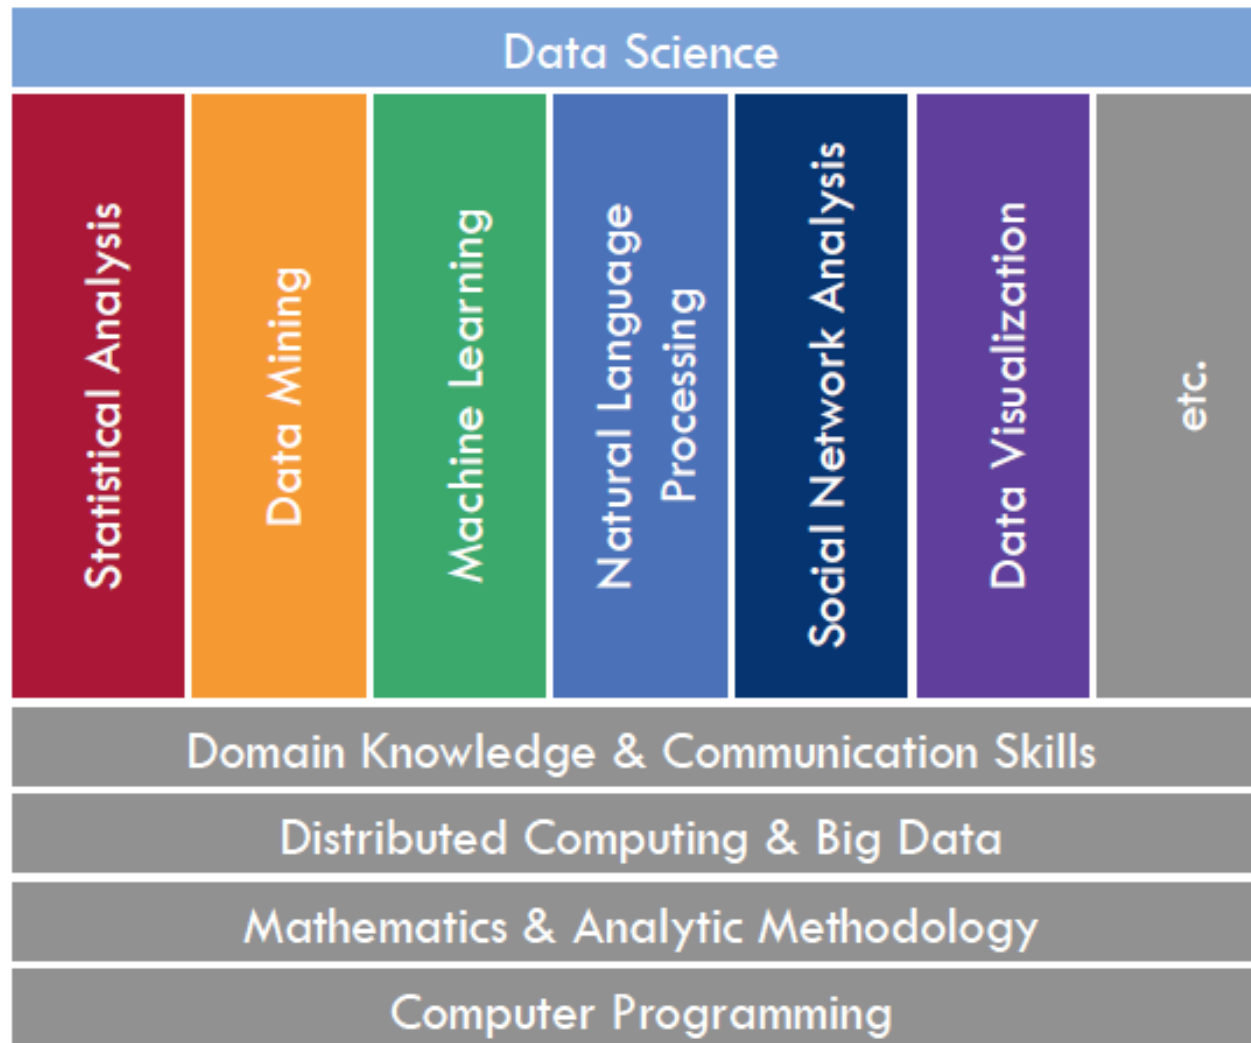 Data Science
Statistical Analysis
Data Mining
Machine Learning
Natural Language
Processing
Social Network Analysis
Data Visualization
etc.
Domain Knowledge & Communication Skills
Distributed Computing & Big Data
Mathematics & Analytic Methodology
Computer Programming